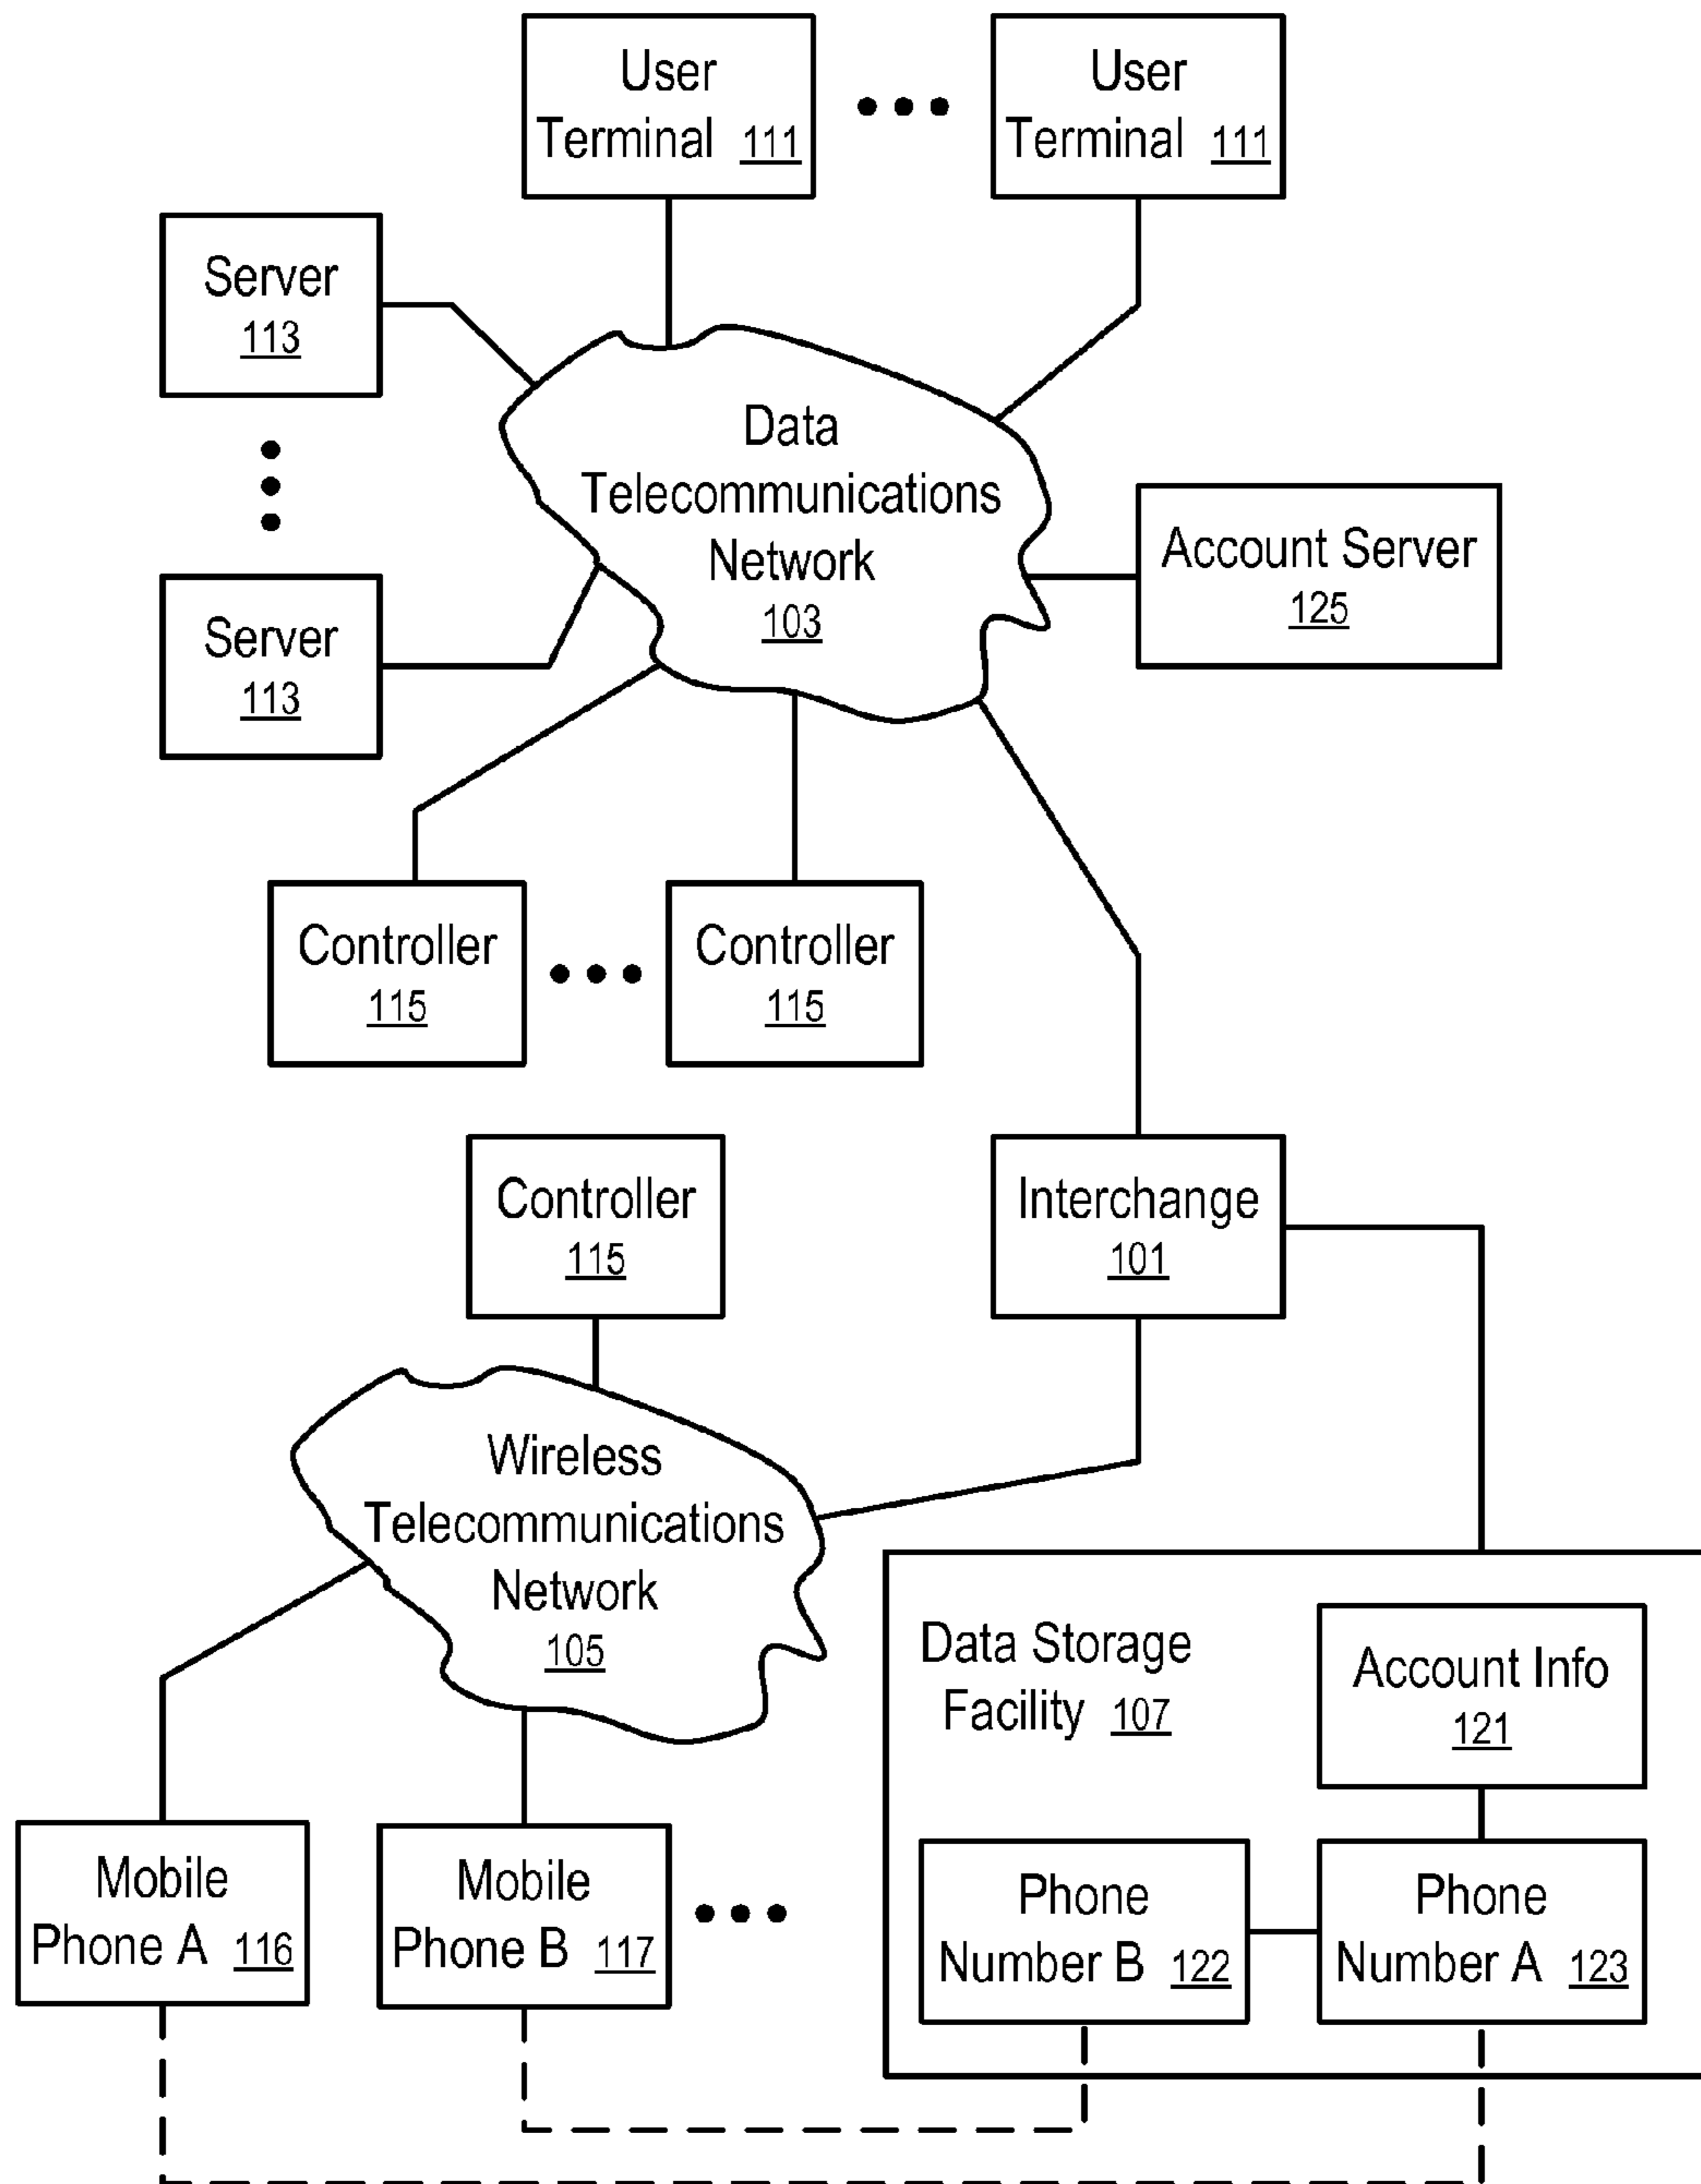 User
Terminal 111
User
Terminal 111
Server
113
Data
Telecommunications
Network
103
Account Server
125
Server
113
Controller
115
Controller
115
Controller
115
Interchange
101
Wireless
Telecommunications
Network
105
Data Storage
Facility 107
Account Info
121
Mobile
Phone A 116
Mobile
Phone B 117
Phone
Number B 122
Phone
Number A 123